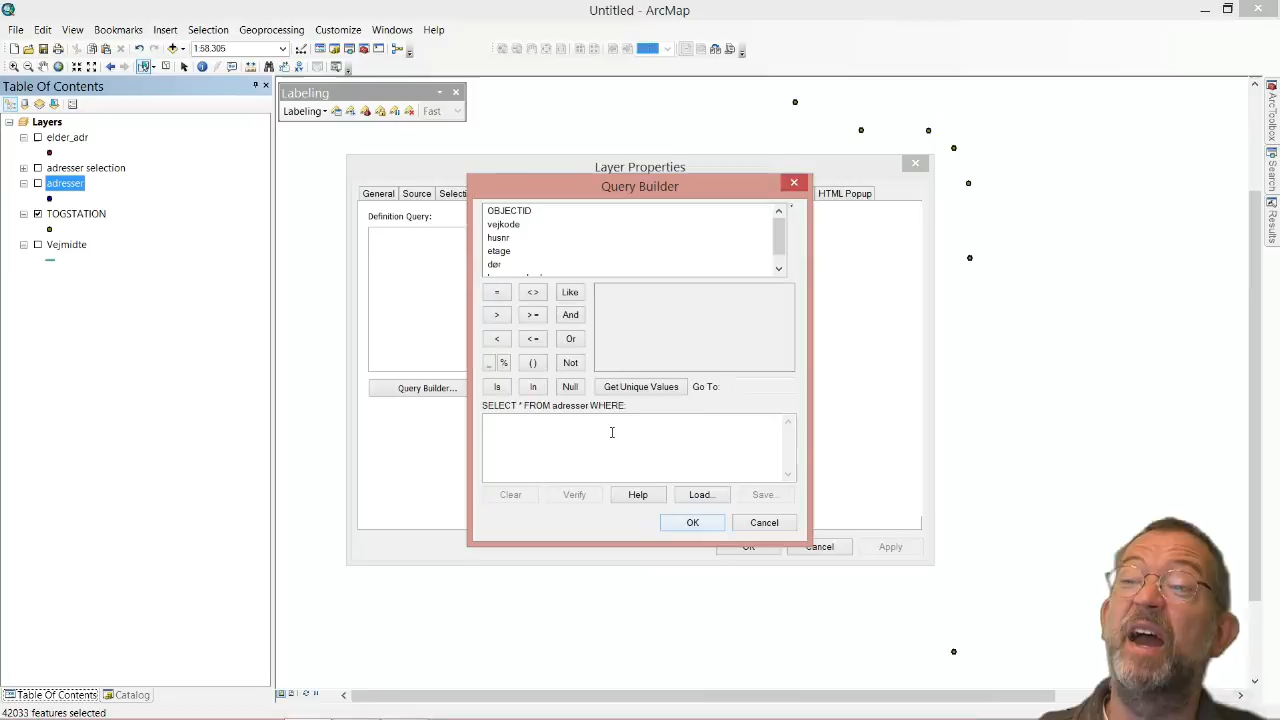 Untitled - ArcMap
File Edit View Bookmarks Insert Selection Geoprocessing Customize Windows Help
1:58.305
Table Of Contents
Layers
elder_adr
adresser selection
adresser
TOGSTATION
Vejmidte
Labeling
Labeling Fast
Layer Properties
General Source Selecti HTML Popup
Definition Query:
Query Builder...
OK Cancel Apply
Query Builder
OBJECTID
vejkode
husnr
etage
dør
= <> Like
> >= And
< <= Or
_ % () Not
Is In Null Get Unique Values Go To:
SELECT * FROM adresser WHERE:
Clear Verify Help Load... Save...
OK Cancel
ArcToolbox
Search
Results
Table Of Contents Catalog
42033 features selected